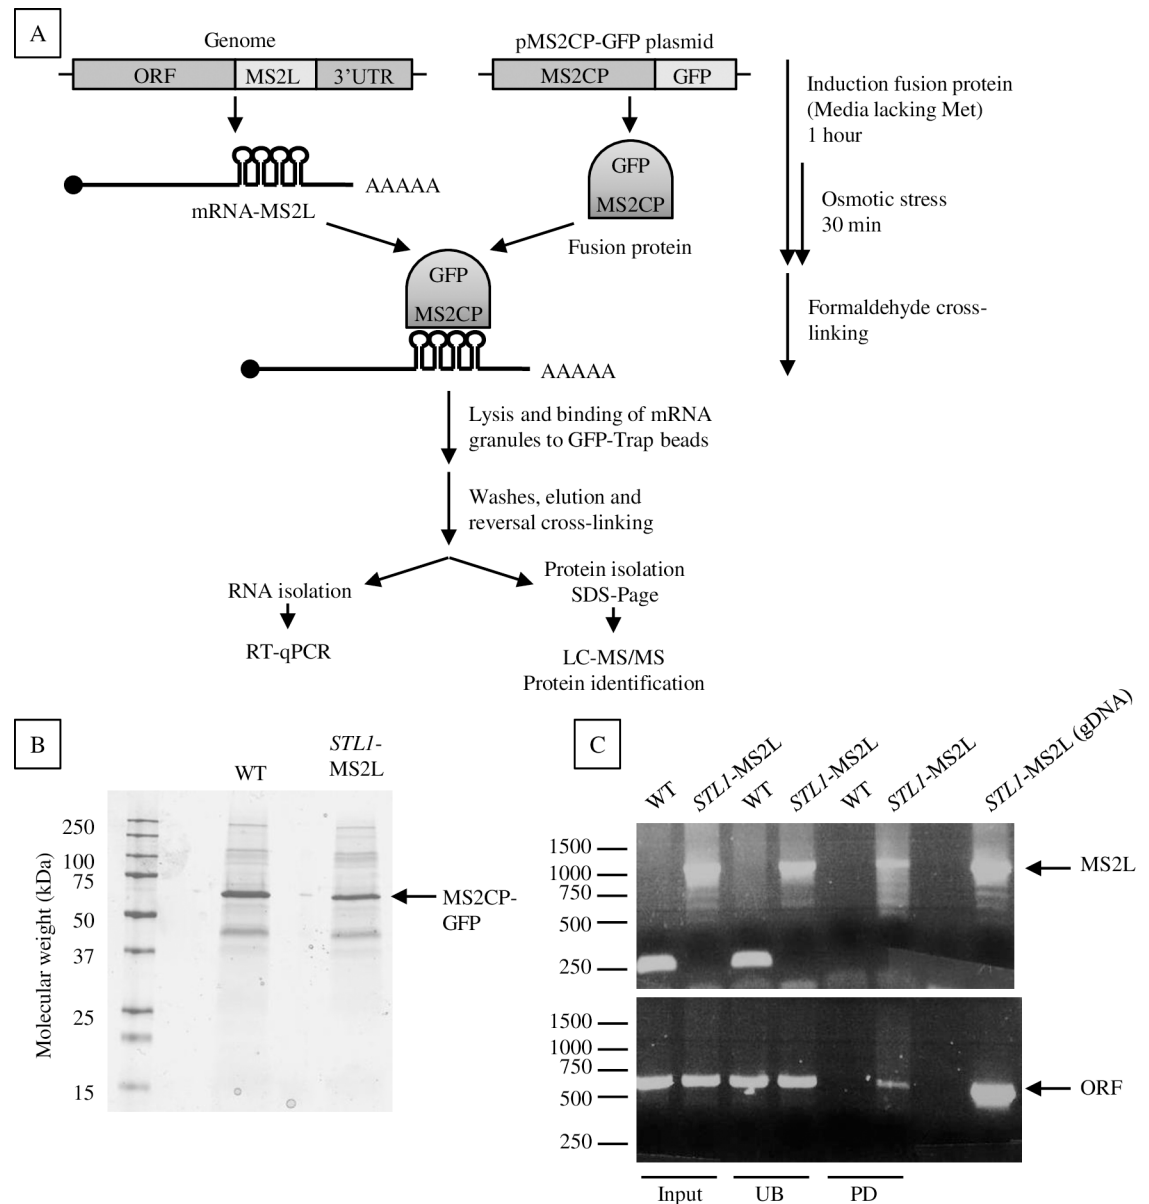 A
Genome
pMS2CP-GFP plasmid
ORF
MS2L
3’UTR
MS2CP
GFP
Induction fusion protein
(Media lacking Met)
1 hour
GFP
MS2CP
AAAAA
mRNA-MS2L
Osmotic stress
30 min
Fusion protein
GFP
MS2CP
Formaldehyde cross-
linking
AAAAA
Lysis and binding of mRNA
granules to GFP-Trap beads
Washes, elution and
reversal cross-linking
RNA isolation
RT-qPCR
Protein isolation
SDS-Page
LC-MS/MS
Protein identification
B
WT
STL1-
MS2L
Molecular weight (kDa)
250
100
75
50
37
25
15
MS2CP-
GFP
C
WT
STL1-MS2L
WT
STL1-MS2L
WT
STL1-MS2L
STL1-MS2L (gDNA)
1500
1000
750
500
250
MS2L
1500
1000
750
500
250
ORF
Input
UB
PD